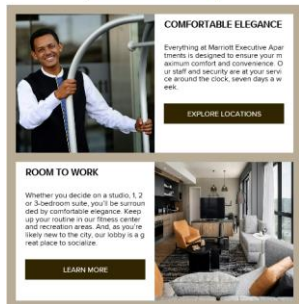 COMFORTABLE ELEGANCE
Everything at Marriott Executive Apar
tments is designed to ensure your m
aximum comfort and convenience. O
ur staff and security are at your servi
ce around the clock, seven days a w
eek.
EXPLORE LOCATIONS
ROOM TO WORK
Whether you decide on a studio, 1, 2
or 3-bedroom suite, you'll be surroun
ded by comfortable elegance. Keep
up your routine in our fitness center
and recreation areas. And, as you're
likely new to the city, our lobby is a g
reat place to socialize.
LEARN MORE